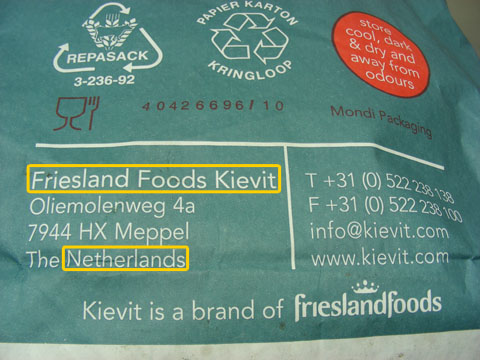 REPASACK
3-236-92
PAPIER KARTON
KRINGLOOP
store
cool, dark
& dry and
away from
odours
40426696/10
Mondi Packaging
Friesland Foods Kievit
Oliemolenweg 4a
7944 HX Meppel
The Netherlands
T +31 (0) 522 238 138
F +31 (0) 522 238 100
info@kievit.com
www.kievit.com
Kievit is a brand of frieslandfoods